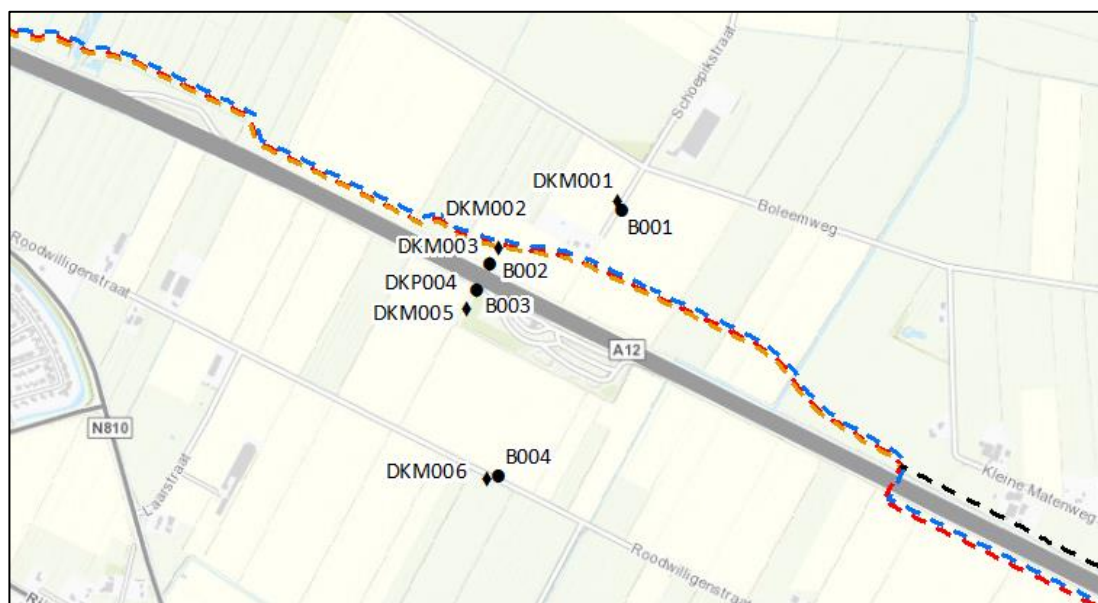 Schoepikstraat
DKM001
B001
Boleemweg
DKM002
DKM003
B002
DKP004
B003
DKM005
Roodwilligenstraat
A12
N810
B004
DKM006
Laarstraat
Kleine Matenweg
Roodwilligenstraat